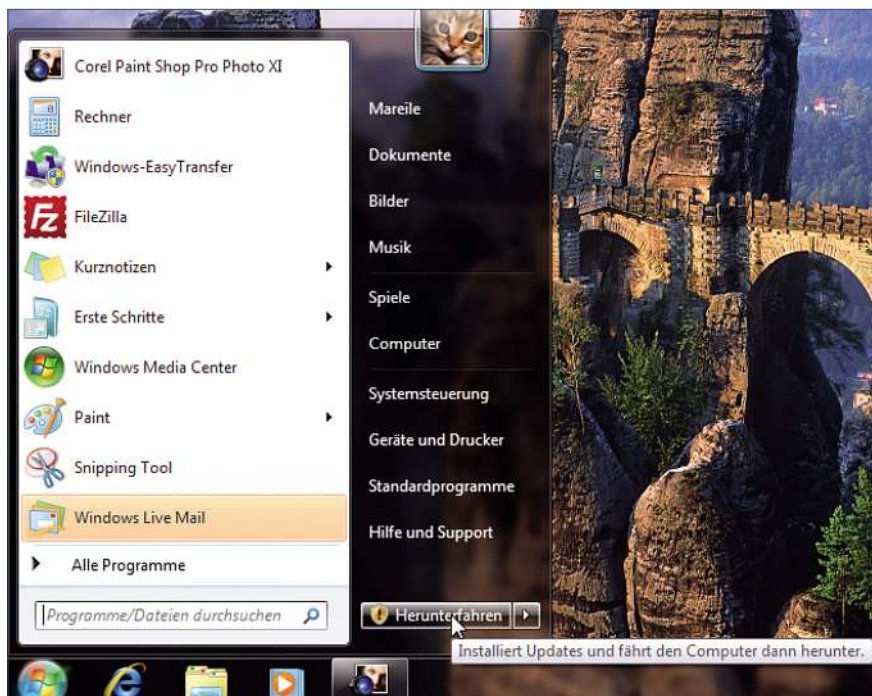 Corel Paint Shop Pro Photo XI
Rechner
Windows-EasyTransfer
FileZilla
Kurznotizen
Erste Schritte
Windows Media Center
Paint
Snipping Tool
Windows Live Mail
Alle Programme
Programme/Dateien durchsuchen
Mareile
Dokumente
Bilder
Musik
Spiele
Computer
Systemsteuerung
Geräte und Drucker
Standardprogramme
Hilfe und Support
Herunterfahren
Installiert Updates und fährt den Computer dann herunter.